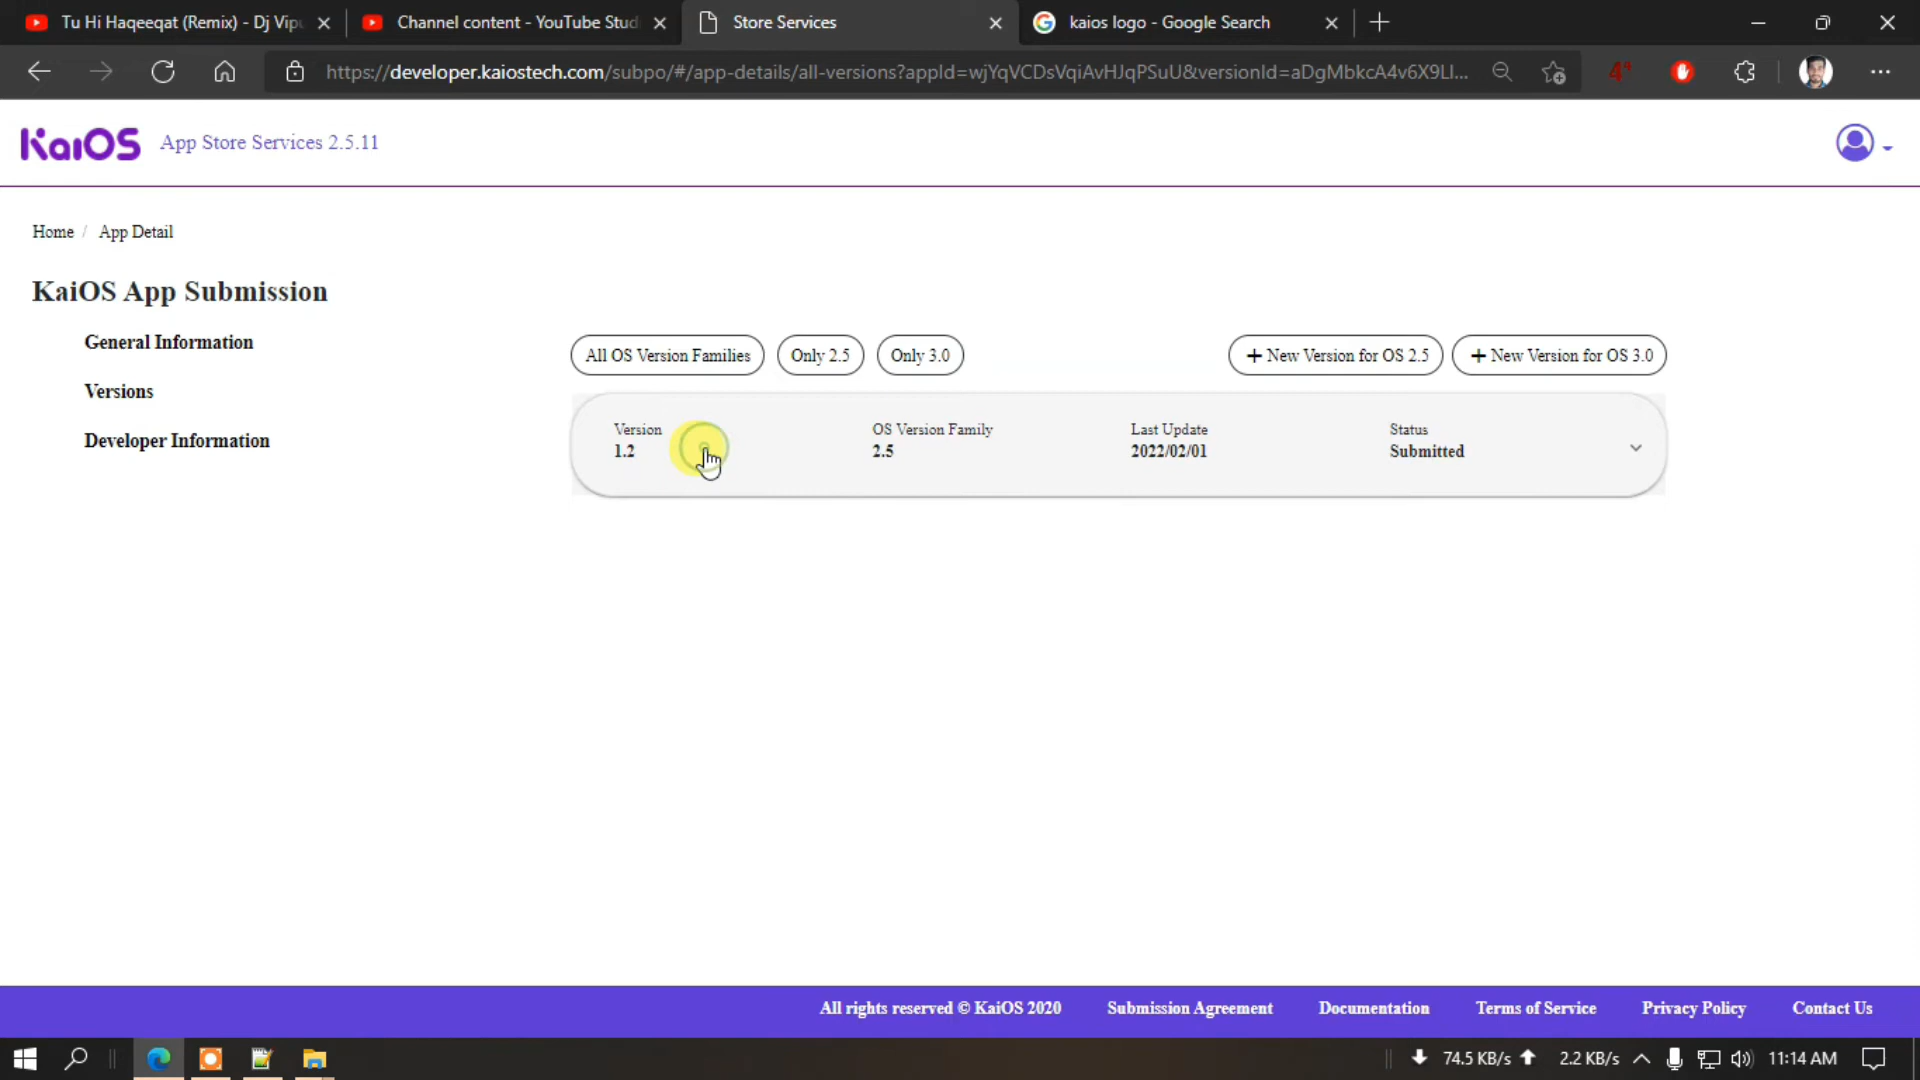 Tu Hi Haqeeqat (Remix) - Dj Vipu
Channel content - YouTube Stud
Store Services
kaios logo - Google Search
https://developer.kaiostech.com/subpo/#/app-details/all-versions?appId=wjYqVCDsVqiAvHJqPSuU&versionId=aDgMbkcA4v6X9Ll...
KaiOS App Store Services 2.5.11
Home / App Detail
KaiOS App Submission
General Information
Versions
Developer Information
All OS Version Families
Only 2.5
Only 3.0
+ New Version for OS 2.5
+ New Version for OS 3.0
Version
1.2
OS Version Family
2.5
Last Update
2022/02/01
Status
Submitted
All rights reserved © KaiOS 2020
Submission Agreement
Documentation
Terms of Service
Privacy Policy
Contact Us
74.5 KB/s
2.2 KB/s
11:14 AM